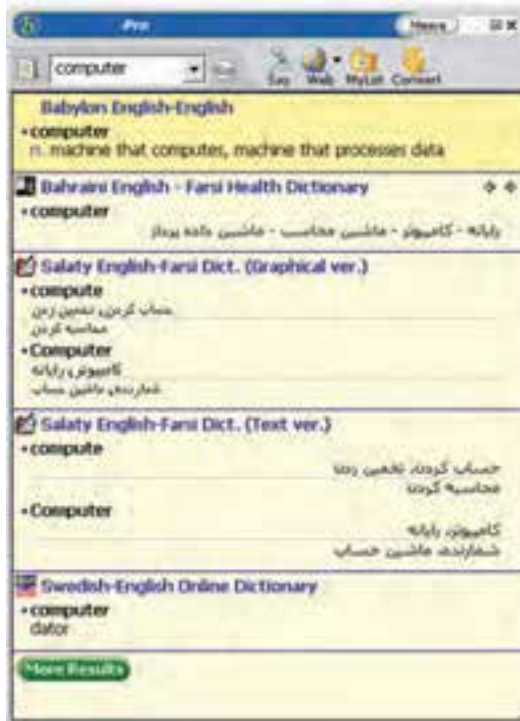 Pro
computer
Say Web MyList Convert
Babylon English-English
computer
n. machine that computes, machine that processes data
Bahraini English - Farsi Health Dictionary
computer
رایانه - کامپیوتر - ماشین محاسب - ماشین داده پرداز
Salaty English-Farsi Dict. (Graphical ver.)
compute
حساب کردن، تخمین زدن
محاسبه کردن
Computer
کامپیوتر، رایانه
شمارنده، ماشین حساب
Salaty English-Farsi Dict. (Text ver.)
compute
حساب کردن، تخمین زدن
محاسبه کردن
Computer
کامپیوتر، رایانه
شمارنده، ماشین حساب
Swedish-English Online Dictionary
computer
dator
More Results